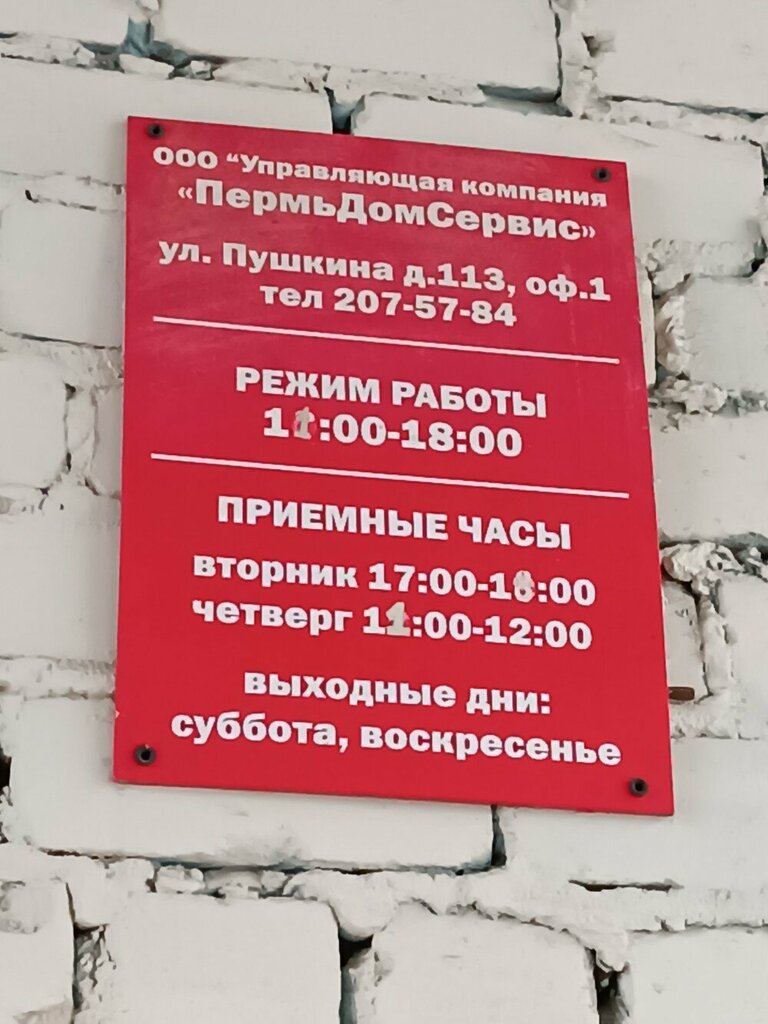 ООО “Управляющая компания
«ПермьДомСервис»
ул. Пушкина д.113, оф.1
тел 207-57-84
РЕЖИМ РАБОТЫ
11:00-18:00
ПРИЕМНЫЕ ЧАСЫ
вторник 17:00-18:00
четверг 11:00-12:00
выходные дни:
суббота, воскресенье